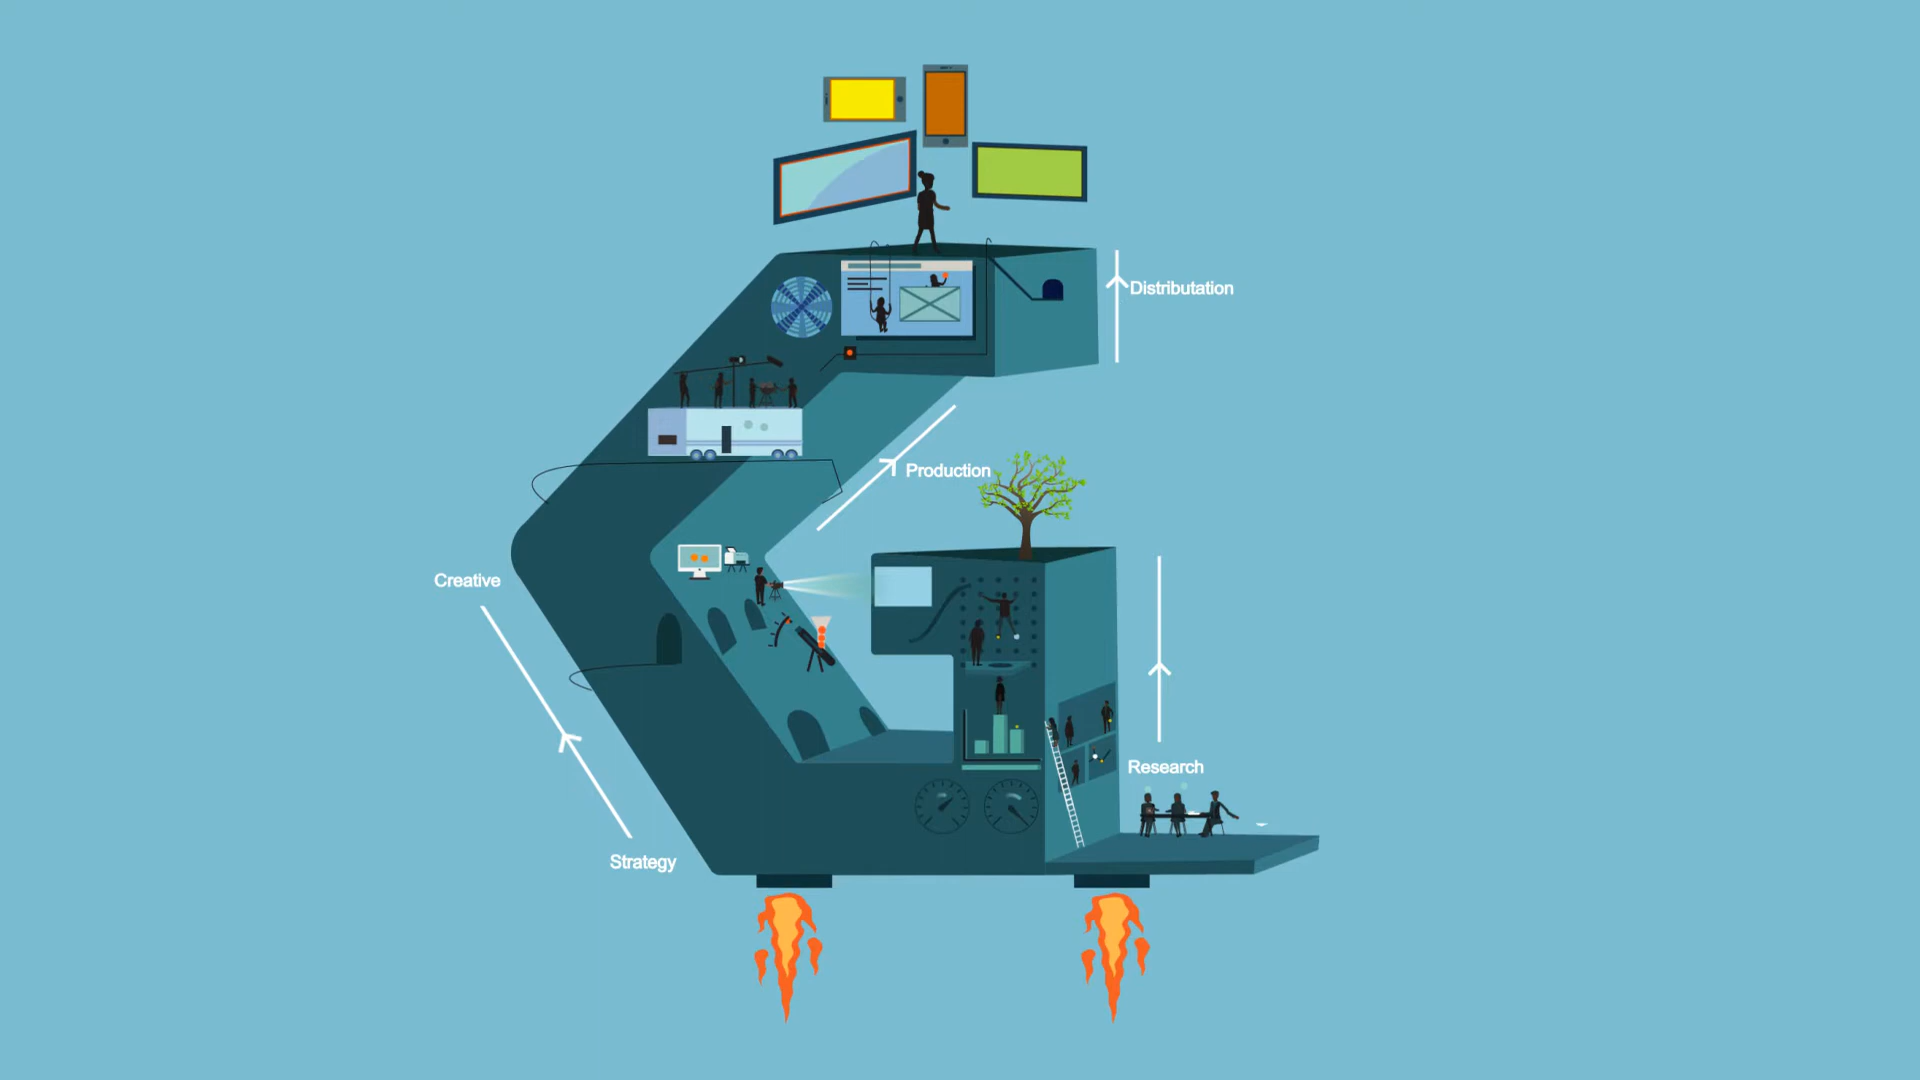 Distributation
Production
Creative
Research
Strategy